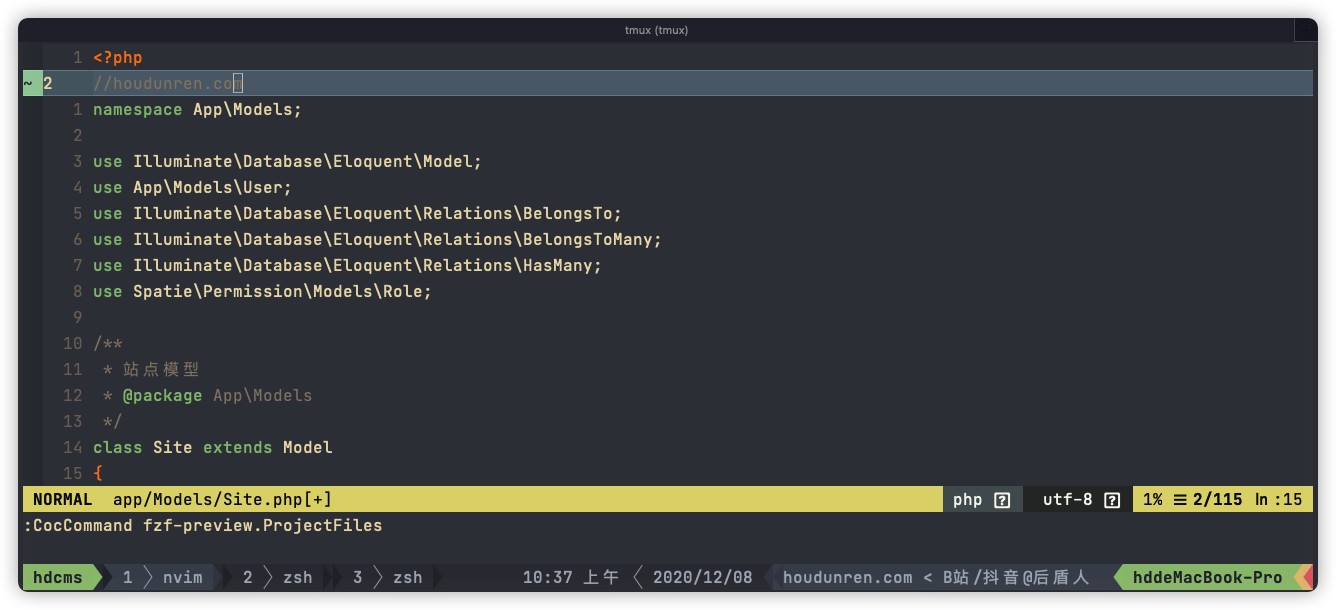 tmux (tmux)
1 <?php
~ 2 //houdunren.com
1 namespace App\Models;
2
3 use Illuminate\Database\Eloquent\Model;
4 use App\Models\User;
5 use Illuminate\Database\Eloquent\Relations\BelongsTo;
6 use Illuminate\Database\Eloquent\Relations\BelongsToMany;
7 use Illuminate\Database\Eloquent\Relations\HasMany;
8 use Spatie\Permission\Models\Role;
9
10 /**
11 * 站点模型
12 * @package App\Models
13 */
14 class Site extends Model
15 {
NORMAL app/Models/Site.php[+] php ? utf-8 ? 1% ☰ 2/115 ln :15
:CocCommand fzf-preview.ProjectFiles
hdcms 1 nvim 2 zsh 3 zsh 10:37 上午 2020/12/08 houdunren.com < B站/抖音@后盾人 hddeMacBook-Pro